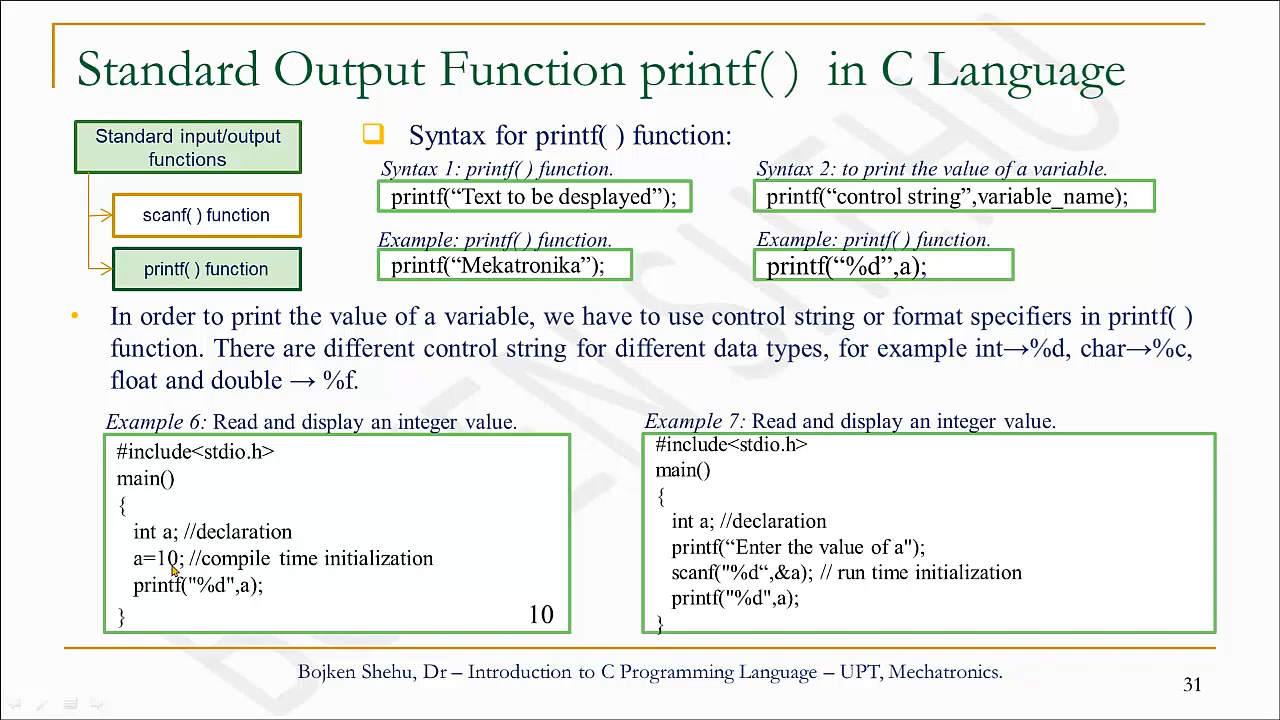 Standard Output Function printf( ) in C Language
Standard input/output
functions
scanf( ) function
printf( ) function
❑ Syntax for printf( ) function:
Syntax 1: printf( ) function.
printf(“Text to be desplayed”);
Example: printf( ) function.
printf(“Mekatronika”);
Syntax 2: to print the value of a variable.
printf(“control string”,variable_name);
Example: printf( ) function.
printf(“%d”,a);
• In order to print the value of a variable, we have to use control string or format specifiers in printf( )
function. There are different control string for different data types, for example int→%d, char→%c,
float and double → %f.
Example 6: Read and display an integer value.
#include<stdio.h>
main()
{
int a; //declaration
a=10; //compile time initialization
printf("%d",a);
}
10
Example 7: Read and display an integer value.
#include<stdio.h>
main()
{
int a; //declaration
printf(“Enter the value of a");
scanf("%d“,&a); // run time initialization
printf("%d",a);
}
Bojken Shehu, Dr – Introduction to C Programming Language – UPT, Mechatronics.
31
BOJKEN SHEHU